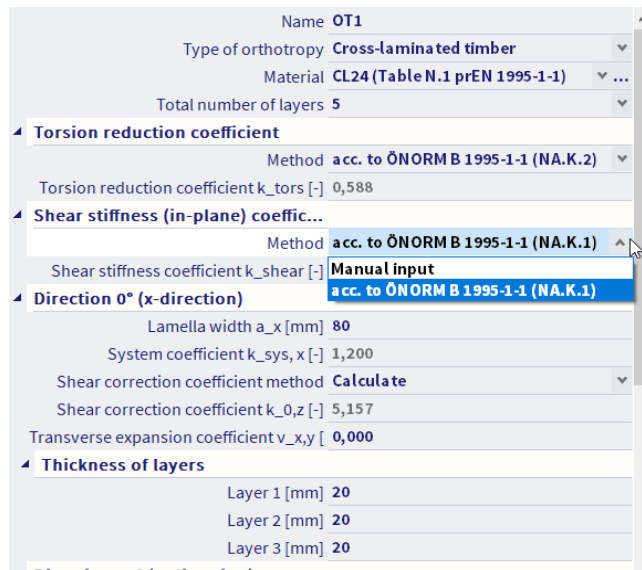 Name OT1
Type of orthotropy Cross-laminated timber
Material CL24 (Table N.1 prEN 1995-1-1) ...
Total number of layers 5
Torsion reduction coefficient
Method acc. to ÖNORM B 1995-1-1 (NA.K.2)
Torsion reduction coefficient k_tors [-] 0,588
Shear stiffness (in-plane) coeffic...
Method acc. to ÖNORM B 1995-1-1 (NA.K.1)
Shear stiffness coefficient k_shear [-]
Manual input
acc. to ÖNORM B 1995-1-1 (NA.K.1)
Direction 0° (x-direction)
Lamella width a_x [mm] 80
System coefficient k_sys, x [-] 1,200
Shear correction coefficient method Calculate
Shear correction coefficient k_0,z [-] 5,157
Transverse expansion coefficient v_x,y [ 0,000
Thickness of layers
Layer 1 [mm] 20
Layer 2 [mm] 20
Layer 3 [mm] 20